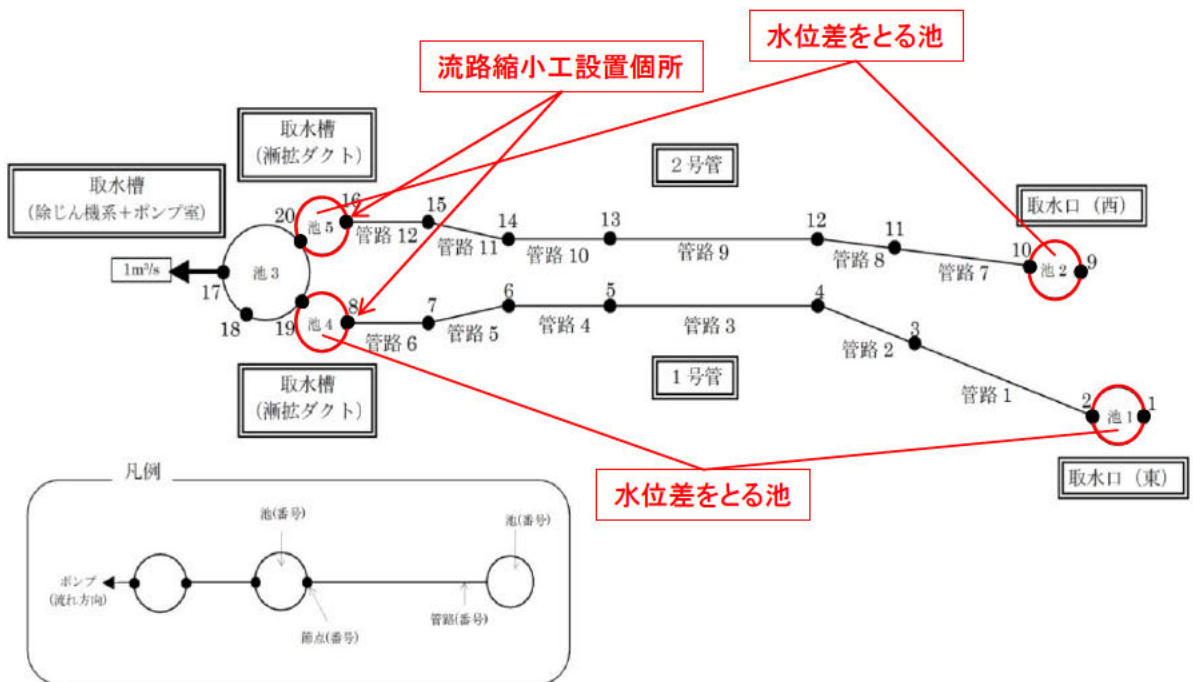 水位差をとる池
流路縮小工設置個所
取水槽
(漸拡ダクト)
取水槽
(除じん機系+ポンプ室)
2号管
取水口(西)
20
池5
16
管路12
15
管路11
14
管路10
13
管路9
12
管路8
11
管路7
10
池2
9
1m³/s
17
池3
18
19
池4
8
管路6
7
管路5
6
管路4
5
管路3
4
管路2
3
管路1
2
池1
1
取水槽
(漸拡ダクト)
1号管
取水口(東)
水位差をとる池
凡例
池(番号)
池(番号)
ポンプ
(流れ方向)
節点(番号)
管路(番号)